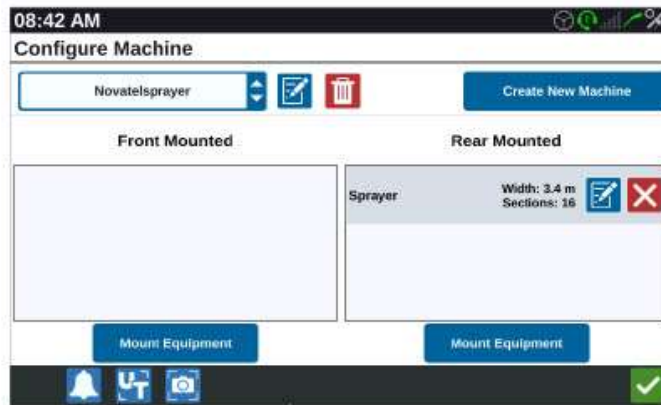 08:42 AM
Configure Machine
Novatelsprayer
Create New Machine
Front Mounted
Rear Mounted
Sprayer
Width: 3.4 m
Sections: 16
Mount Equipment
Mount Equipment
UT